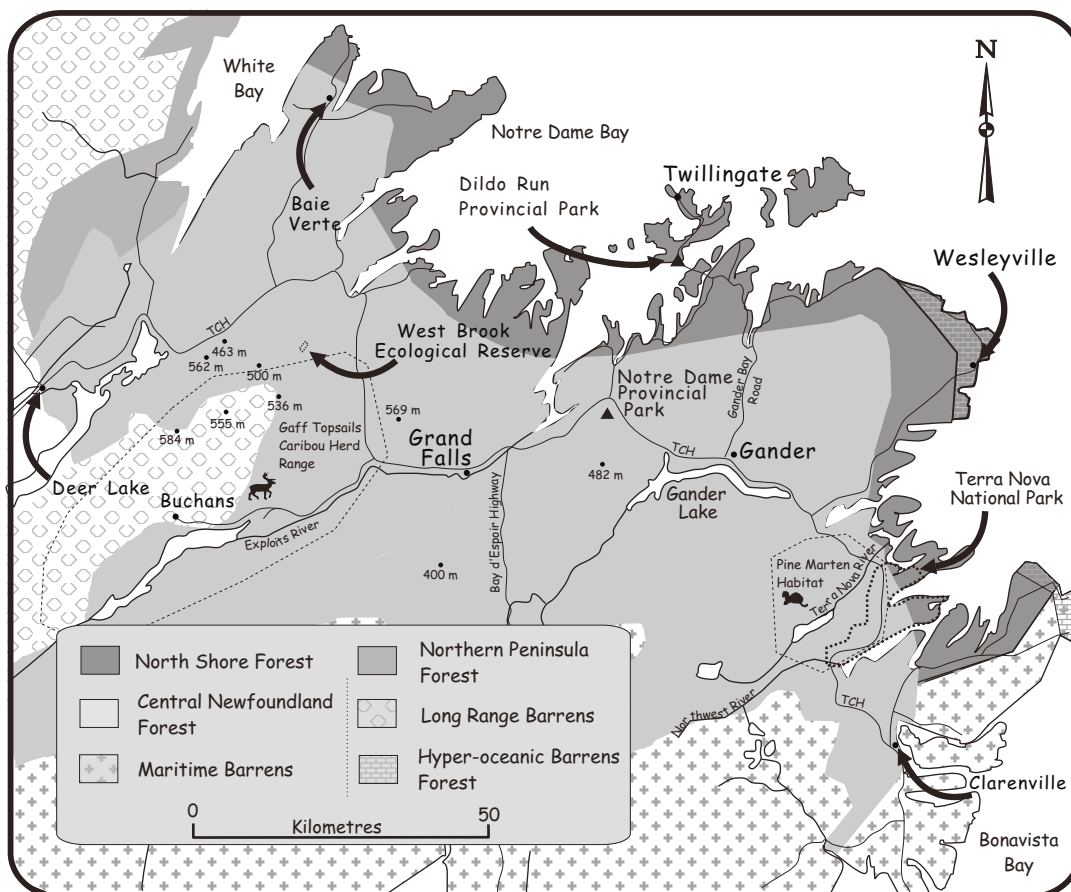 White
Bay
Notre Dame Bay
N
Twillingate
Dildo Run
Provincial Park
Baie
Verte
Wesleyville
TCH
West Brook
Ecological Reserve
463 m
562 m
500 m
536 m
555 m
584 m
569 m
Gaff Topsails
Caribou Herd
Range
Notre Dame
Provincial
Park
Gander Bay
Road
Grand
Falls
TCH
Gander
482 m
Gander
Lake
Deer Lake
Buchans
Exploits River
Bay d'Espoir Highway
400 m
Terra Nova
National Park
Pine Marten
Habitat
Terra Nova River
Northwest River
TCH
Clarenville
Bonavista
Bay
North Shore Forest
Central Newfoundland
Forest
Maritime Barrens
Northern Peninsula
Forest
Long Range Barrens
Hyper-oceanic Barrens
Forest
0
50
Kilometres